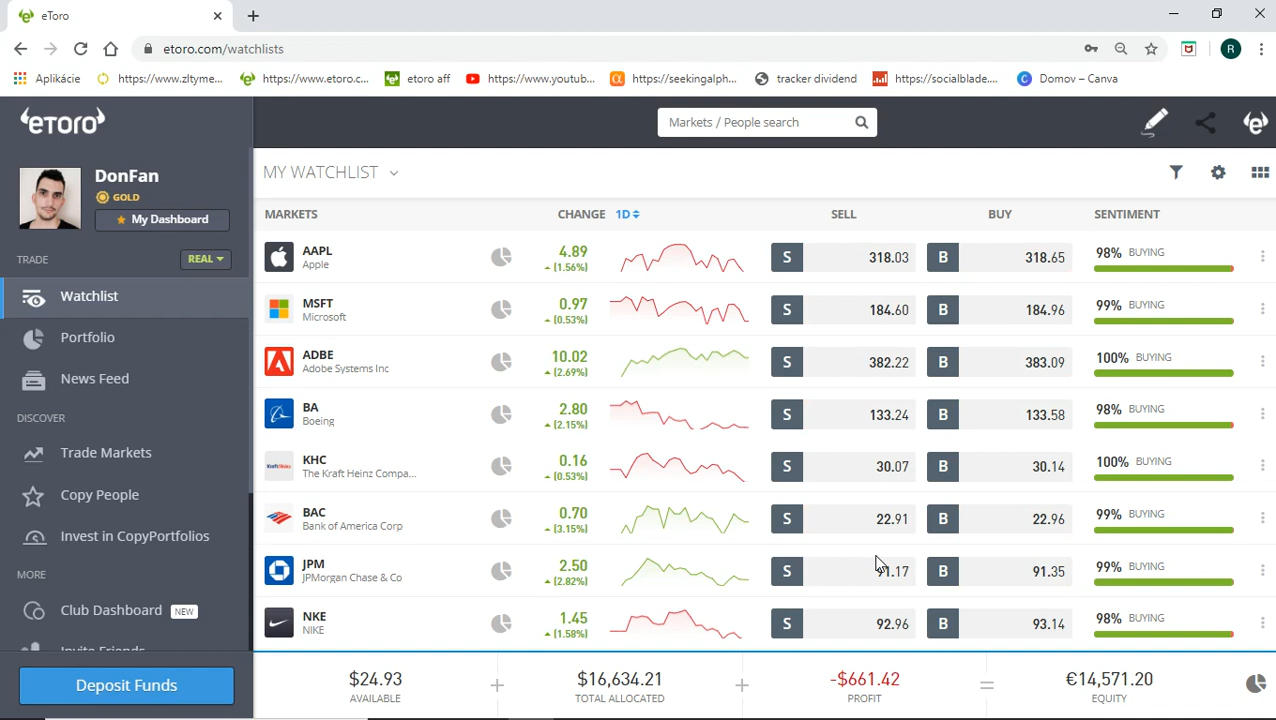 eToro
etoro.com/watchlists
Aplikácie https://www.zltyme... https://www.etoro.c... etoro aff https://www.youtub... https://seekingalph... tracker dividend https://socialblade.... Domov – Canva
R
eToro
Markets / People search
DonFan
GOLD
My Dashboard
TRADE REAL
Watchlist
Portfolio
News Feed
DISCOVER
Trade Markets
Copy People
Invest in CopyPortfolios
MORE
Club Dashboard NEW
Invite Friends
Deposit Funds
MY WATCHLIST
MARKETS CHANGE 1D SELL BUY SENTIMENT
AAPL 4.89 S 318.03 B 318.65 98% BUYING
Apple (1.56%)
MSFT 0.97 S 184.60 B 184.96 99% BUYING
Microsoft (0.53%)
ADBE 10.02 S 382.22 B 383.09 100% BUYING
Adobe Systems Inc (2.69%)
BA 2.80 S 133.24 B 133.58 98% BUYING
Boeing (2.15%)
KHC 0.16 S 30.07 B 30.14 100% BUYING
The Kraft Heinz Compa... (0.53%)
BAC 0.70 S 22.91 B 22.96 99% BUYING
Bank of America Corp (3.15%)
JPM 2.50 S 91.17 B 91.35 99% BUYING
JPMorgan Chase & Co (2.82%)
NKE 1.45 S 92.96 B 93.14 98% BUYING
NIKE (1.58%)
$24.93 + $16,634.21 + -$661.42 = €14,571.20
AVAILABLE TOTAL ALLOCATED PROFIT EQUITY